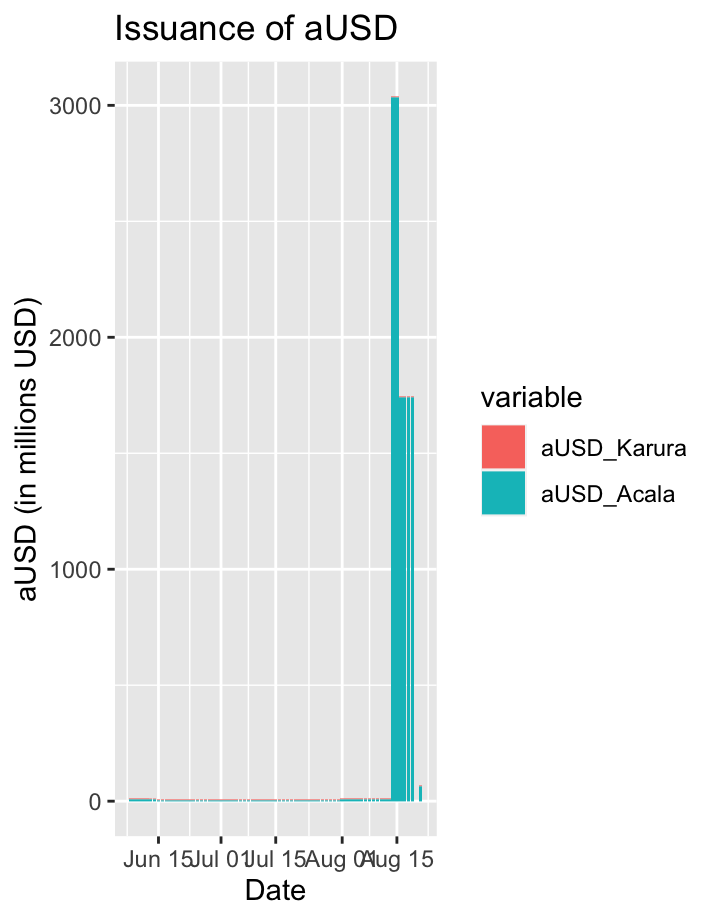 Issuance of aUSD
aUSD (in millions USD)
3000
2000
1000
0
Jun 15
Jul 01
Jul 15
Aug 01
Aug 15
Date
variable
aUSD_Karura
aUSD_Acala